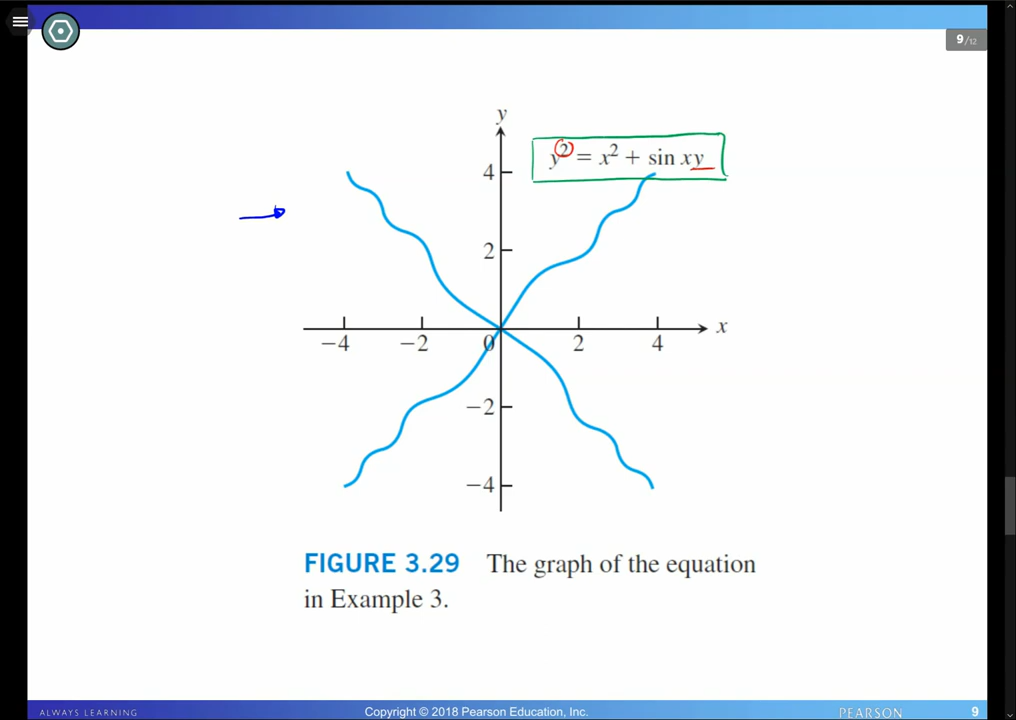 9/12
y
y² = x² + sin xy
4
2
−4
−2
0
2
4
x
−2
−4
FIGURE 3.29 The graph of the equation
in Example 3.
ALWAYS LEARNING
Copyright © 2018 Pearson Education, Inc.
PEARSON
9